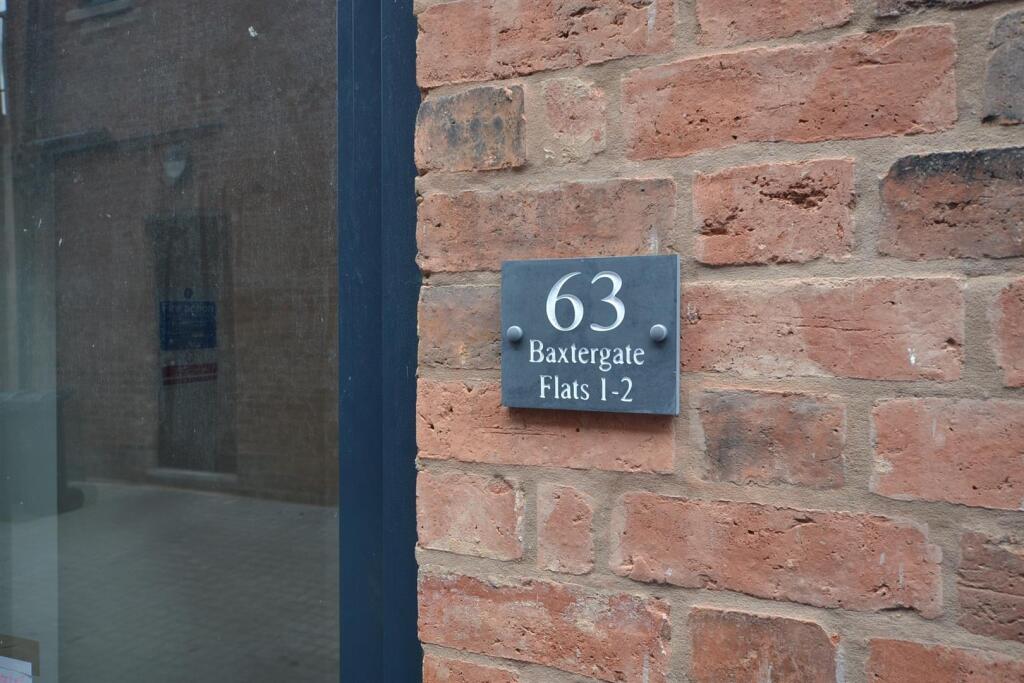 63
Baxtergate
Flats 1-2